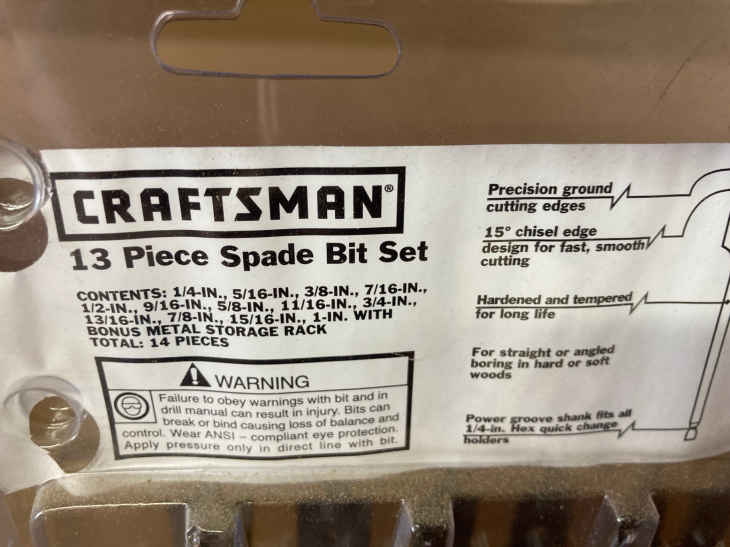 CRAFTSMAN®
13 Piece Spade Bit Set
CONTENTS: 1/4-IN., 5/16-IN., 3/8-IN., 7/16-IN.,
1/2-IN., 9/16-IN., 5/8-IN., 11/16-IN., 3/4-IN.,
13/16-IN., 7/8-IN., 15/16-IN., 1-IN. WITH
BONUS METAL STORAGE RACK
TOTAL: 14 PIECES
WARNING
Failure to obey warnings with bit and in
drill manual can result in injury. Bits can
break or bind causing loss of balance and
control. Wear ANSI – compliant eye protection.
Apply pressure only in direct line with bit.
Precision ground
cutting edges
15° chisel edge
design for fast, smooth
cutting
Hardened and tempered
for long life
For straight or angled
boring in hard or soft
woods
Power groove shank fits all
1/4-in. Hex quick change
holders